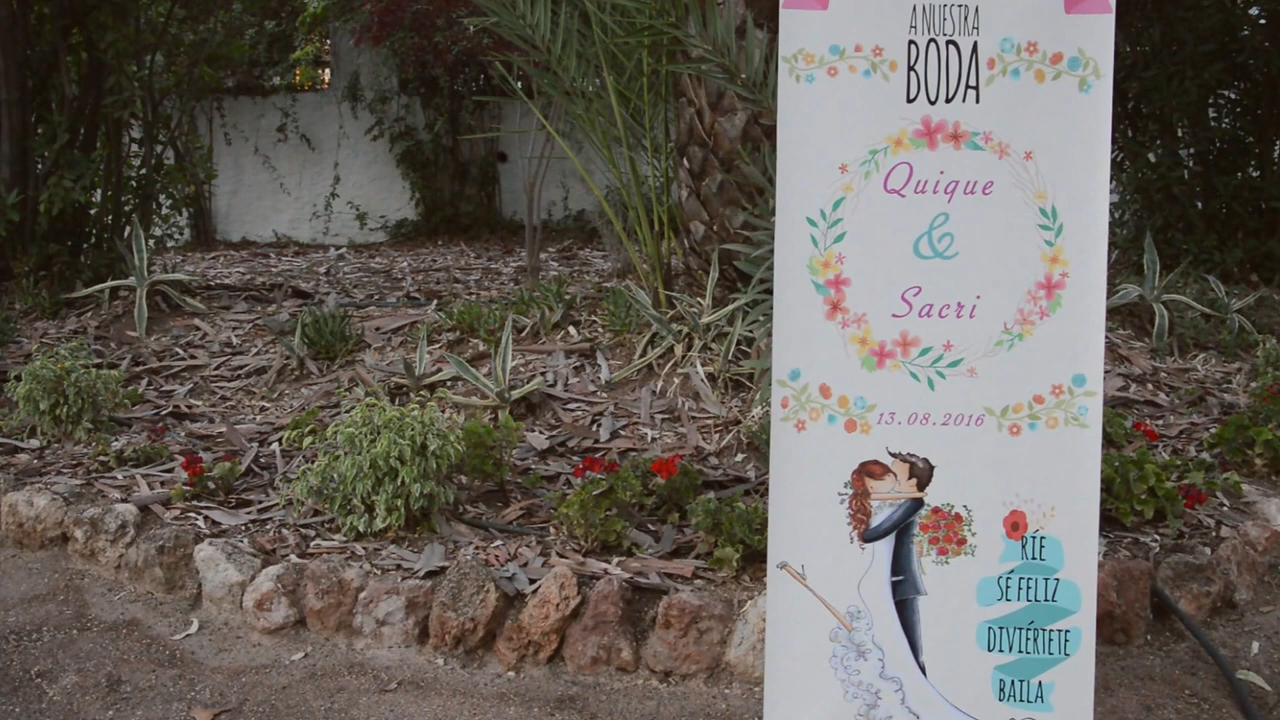 A NUESTRA
BODA
Quique
&
Sacri
13.08.2016
RÍE
SÉ FELIZ
DIVIÉRTETE
BAILA